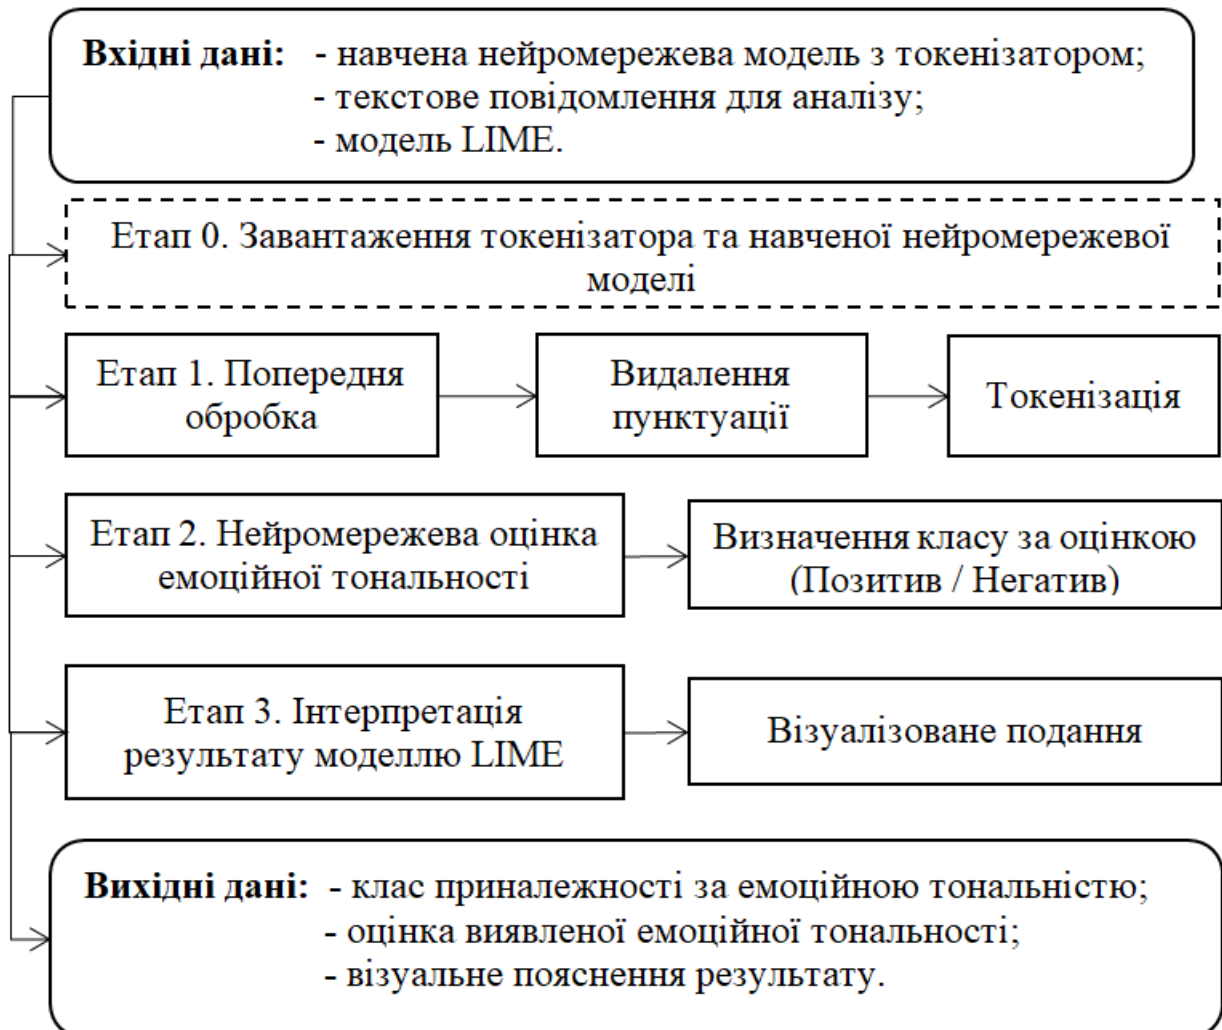 Вхідні дані: - навчена нейромережева модель з токенізатором;
- текстове повідомлення для аналізу;
- модель LIME.
Етап 0. Завантаження токенізатора та навченої нейромережевої
моделі
Етап 1. Попередня
обробка
Видалення
пунктуації
Токенізація
Етап 2. Нейромережева оцінка
емоційної тональності
Визначення класу за оцінкою
(Позитив / Негатив)
Етап 3. Інтерпретація
результату моделлю LIME
Візуалізоване подання
Вихідні дані: - клас приналежності за емоційною тональністю;
- оцінка виявленої емоційної тональності;
- візуальне пояснення результату.